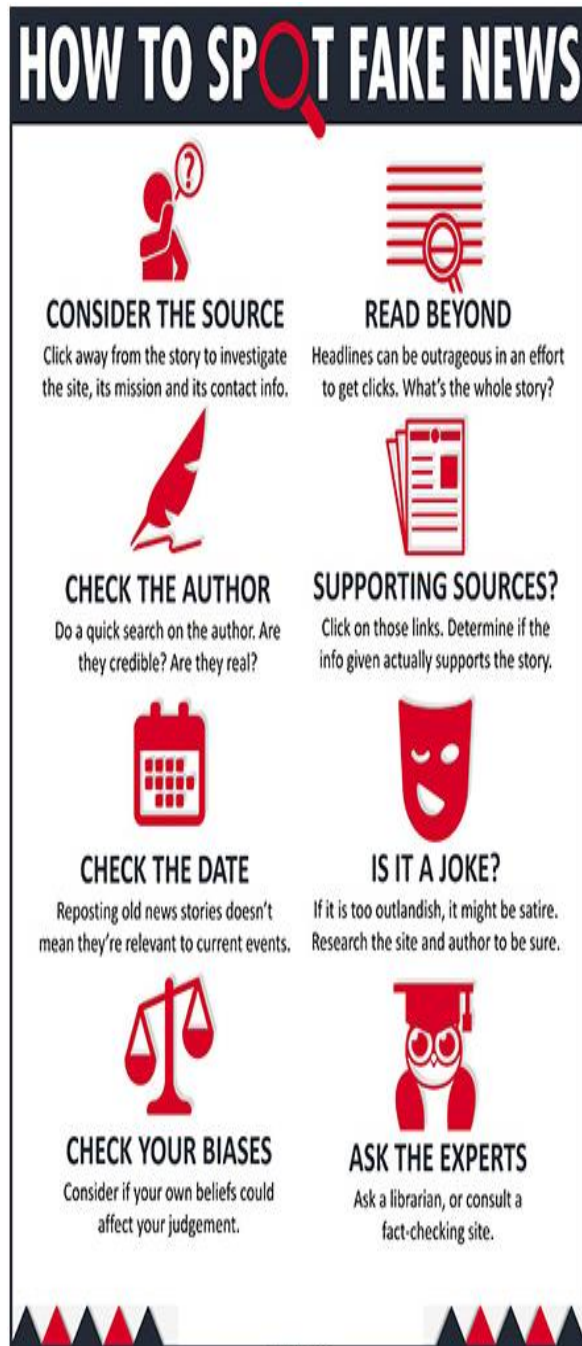 HOW TO SPOT FAKE NEWS
?
CONSIDER THE SOURCE
Click away from the story to investigate
the site, its mission and its contact info.
READ BEYOND
Headlines can be outrageous in an effort
to get clicks. What's the whole story?
CHECK THE AUTHOR
Do a quick search on the author. Are
they credible? Are they real?
SUPPORTING SOURCES?
Click on those links. Determine if the
info given actually supports the story.
CHECK THE DATE
Reposting old news stories doesn't
mean they're relevant to current events.
IS IT A JOKE?
If it is too outlandish, it might be satire.
Research the site and author to be sure.
CHECK YOUR BIASES
Consider if your own beliefs could
affect your judgement.
ASK THE EXPERTS
Ask a librarian, or consult a
fact-checking site.